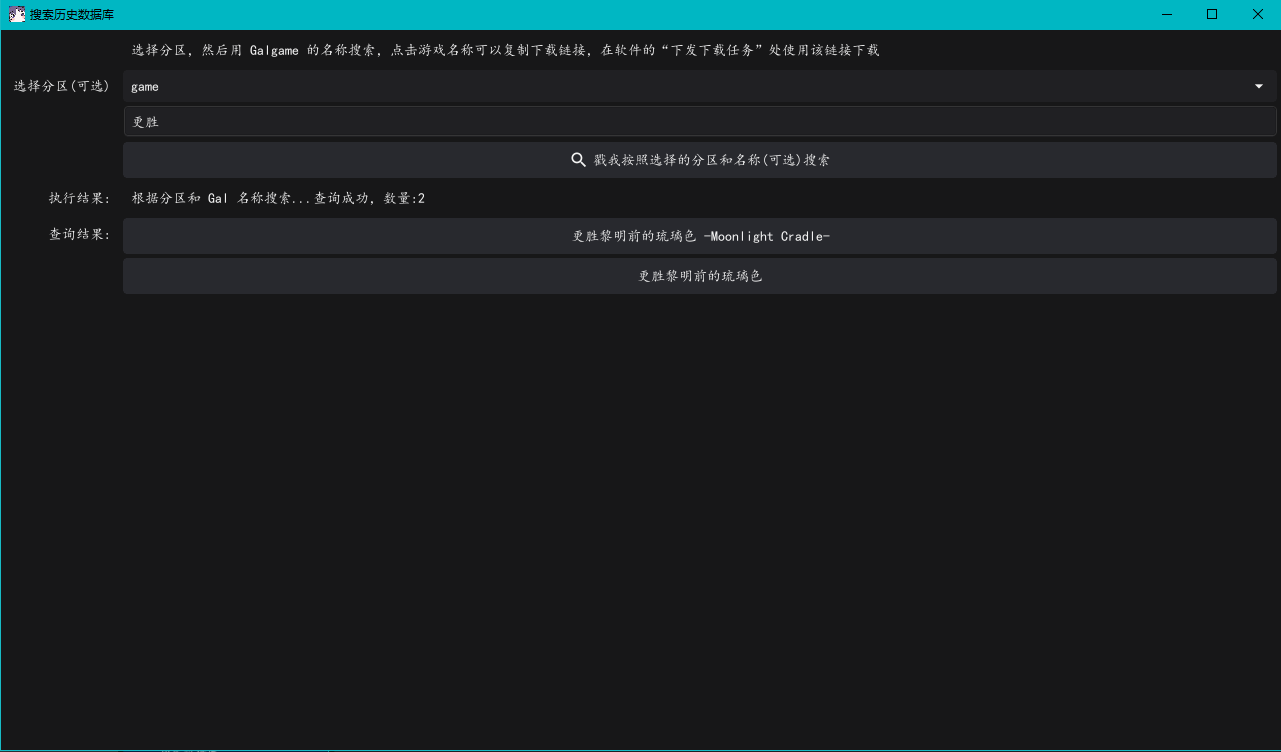 搜索历史数据库
选择分区，然后用 Galgame 的名称搜索，点击游戏名称可以复制下载链接，在软件的“下发下载任务”处使用该链接下载
选择分区(可选) game
更胜
戳我按照选择的分区和名称(可选)搜索
执行结果: 根据分区和 Gal 名称搜索...查询成功, 数量:2
查询结果: 更胜黎明前的琉璃色 -Moonlight Cradle-
更胜黎明前的琉璃色